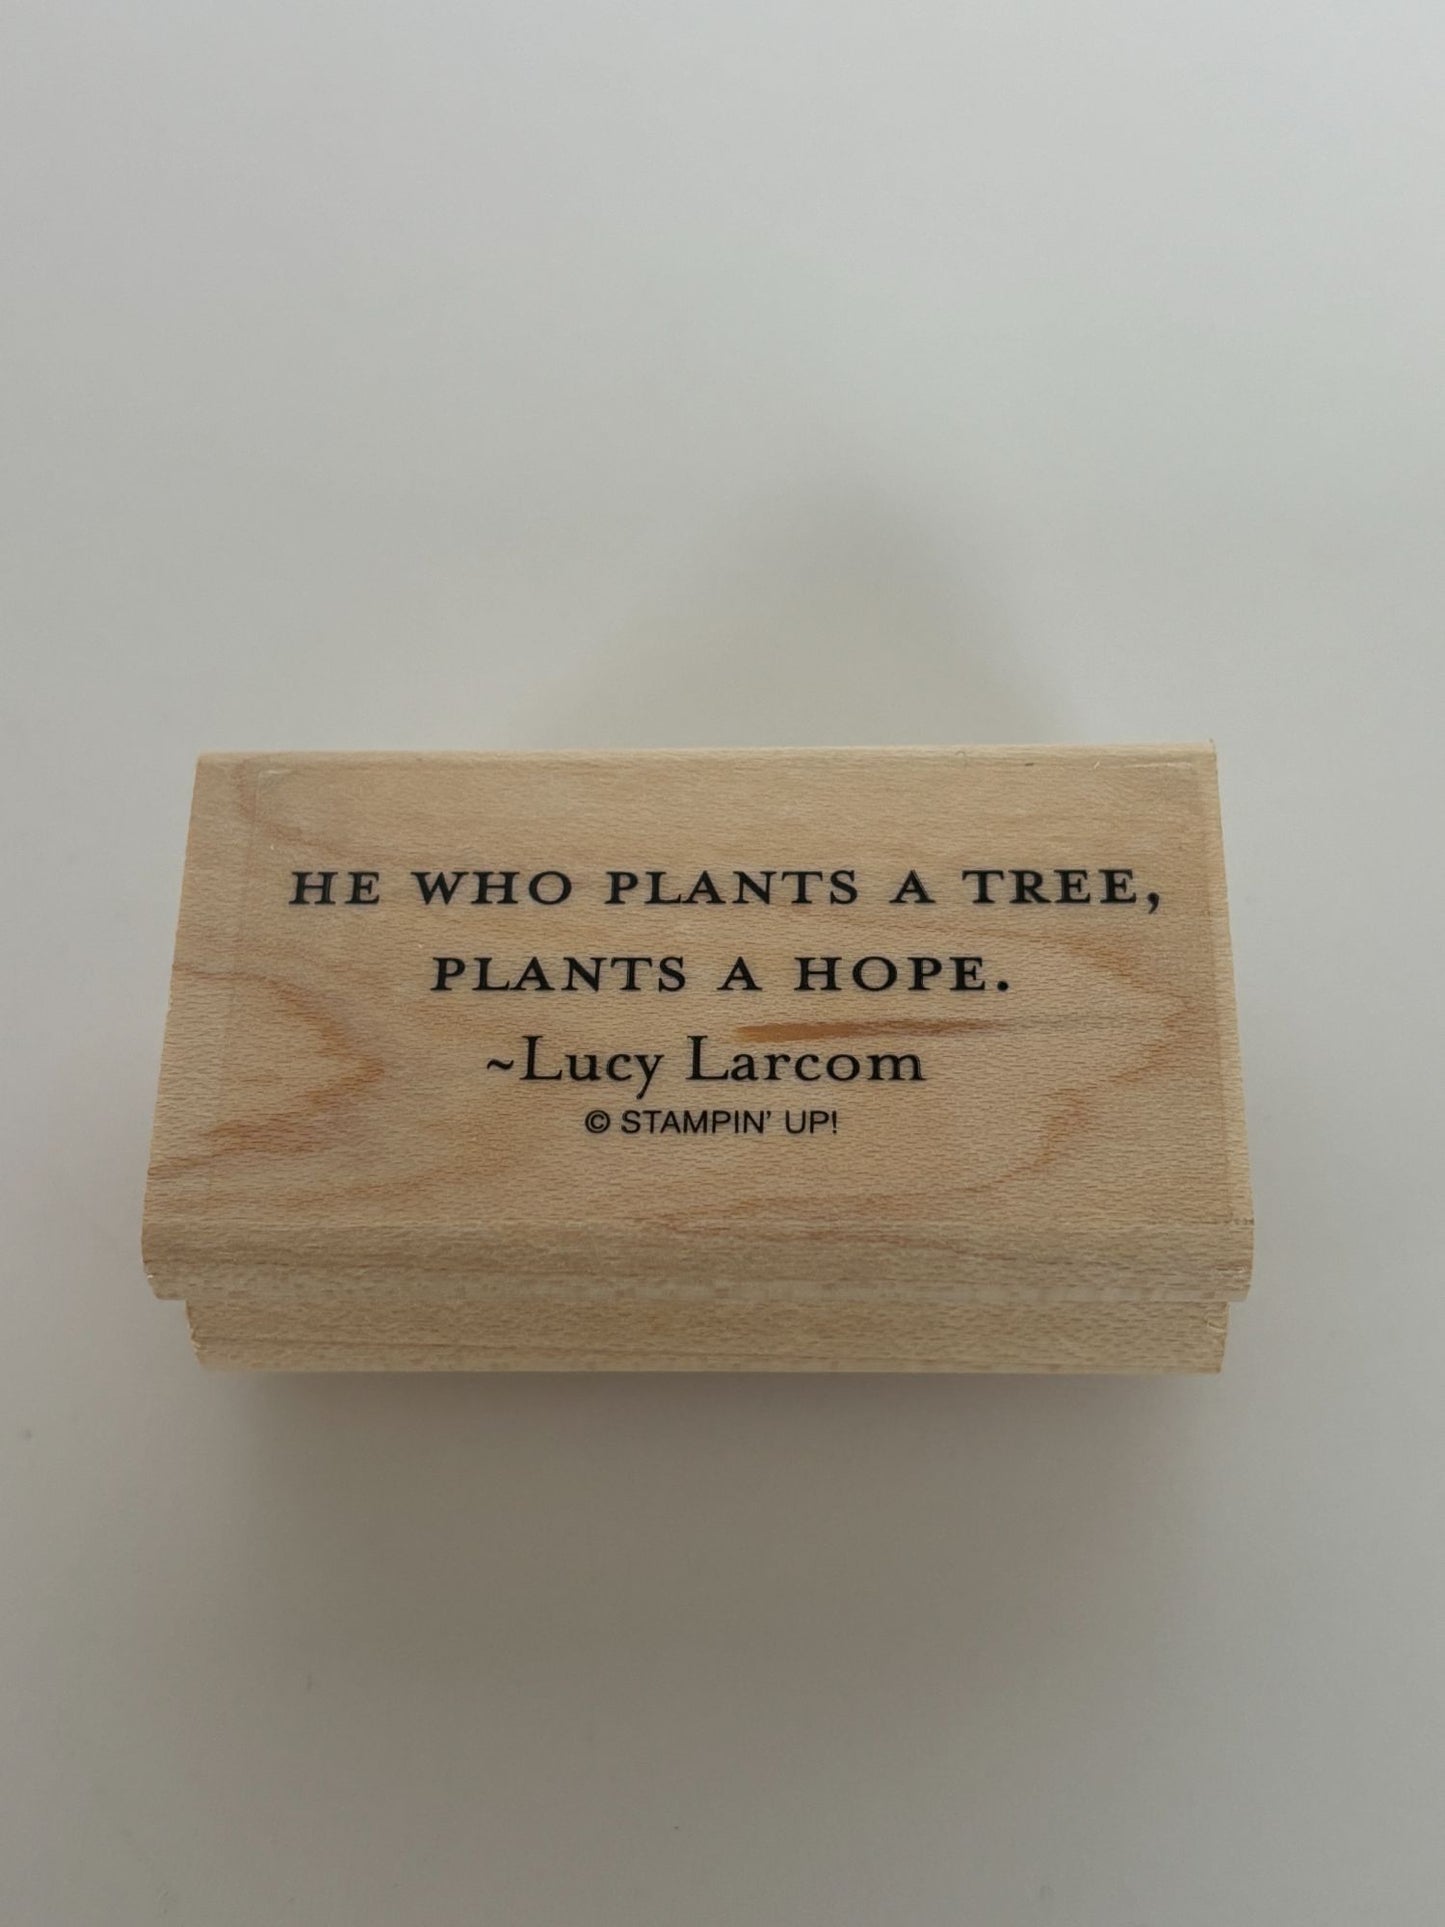 HE WHO PLANTS A TREE,
PLANTS A HOPE.
~Lucy Larcom
© STAMPIN' UP!